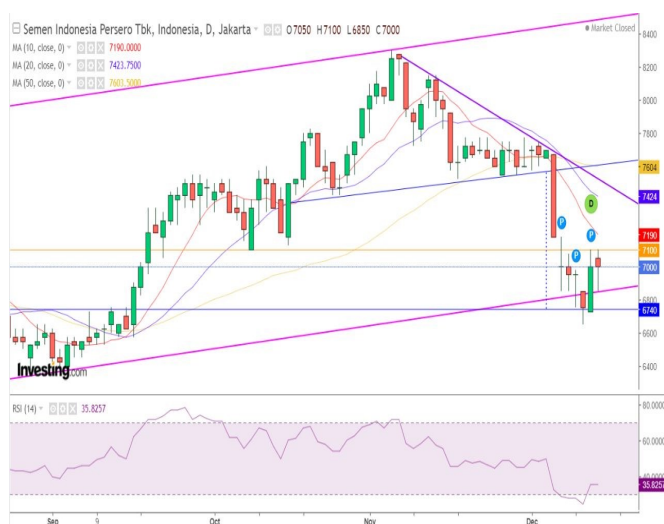 Semen Indonesia Persero Tbk, Indonesia, D, Jakarta O7050 H7100 L6850 C7000
Market Closed
MA (10, close, 0) 7190.0000
MA (20, close, 0) 7423.7500
MA (50, close, 0) 7603.5000
8400
8200
8000
7800
7604
7424
7190
7100
7000
6800
6740
6600
6400
D
P
P
P
Investing.com
RSI (14) 35.8257
80.0000
35.8257
Sep 9 Oct Nov Dec